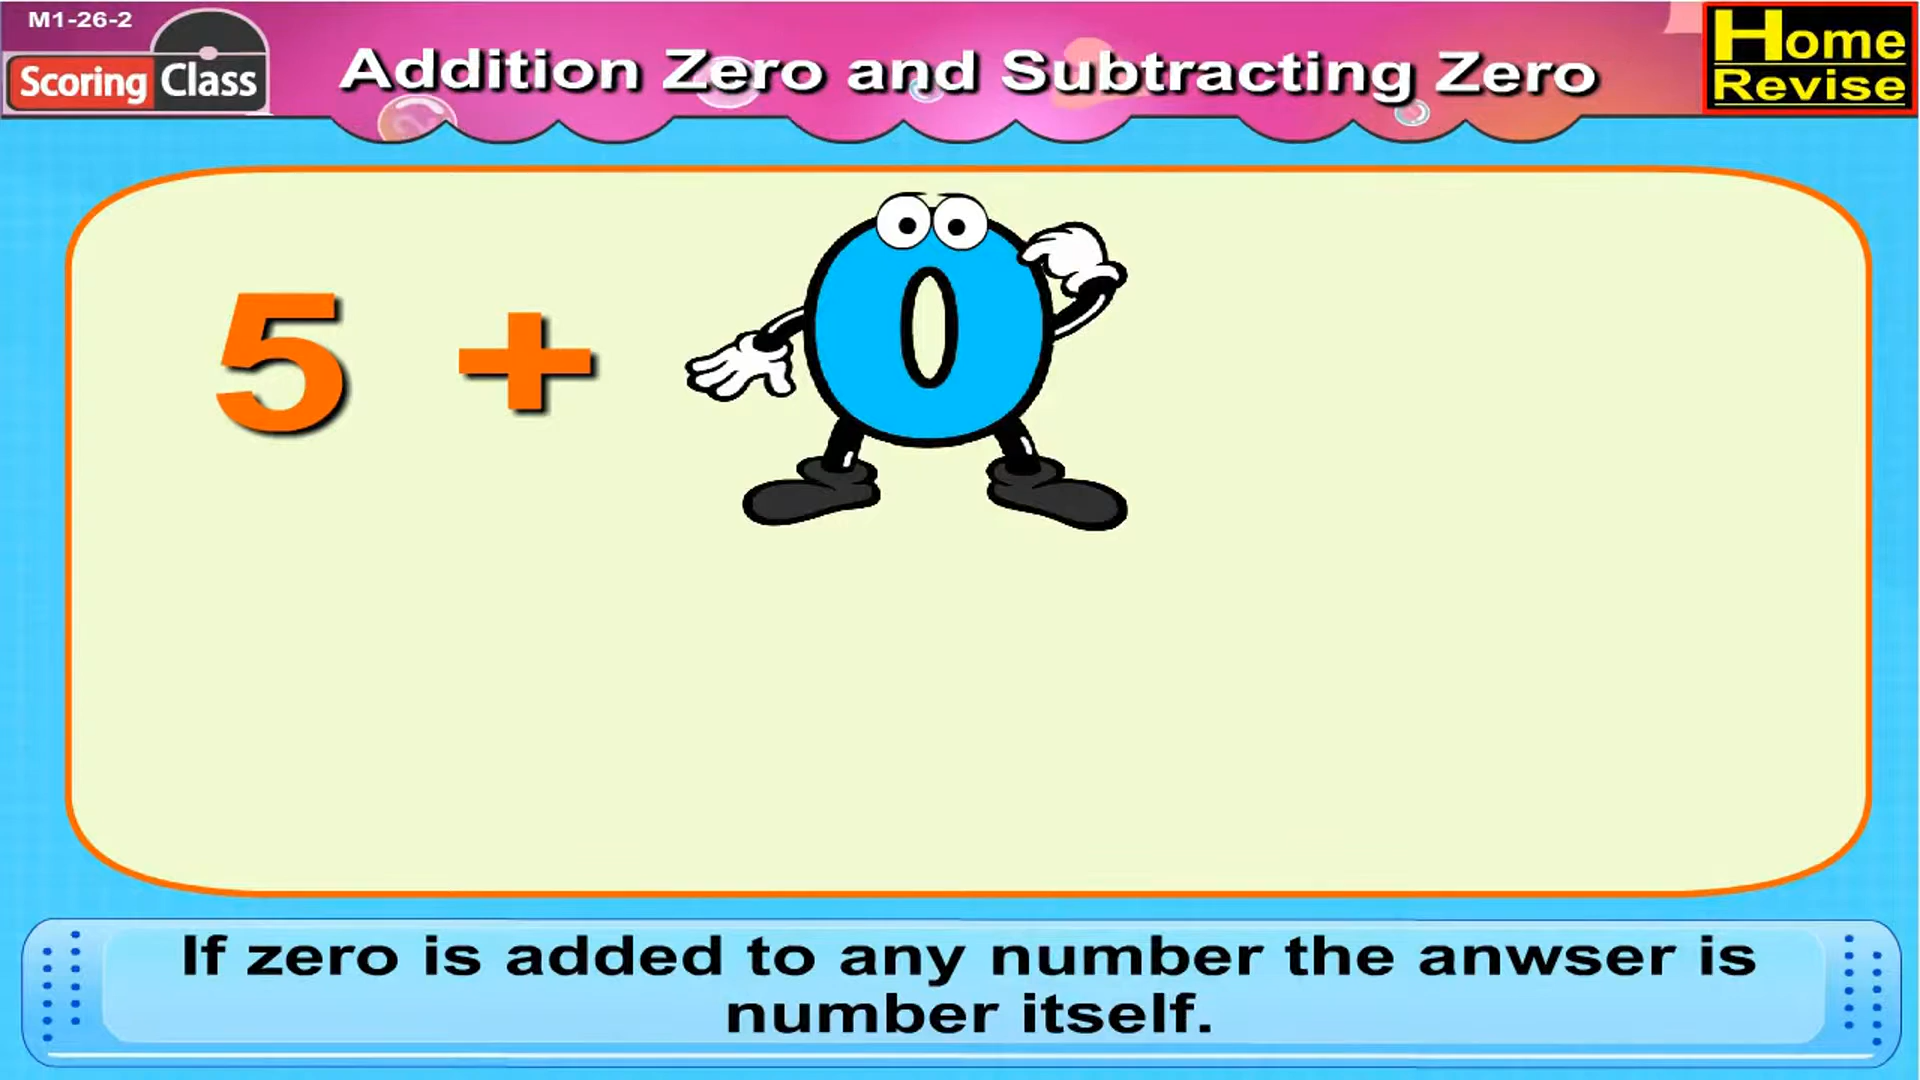 M1-26-2
Scoring Class
Addition Zero and Subtracting Zero
Home
Revise
5 + 0
If zero is added to any number the anwser is
number itself.